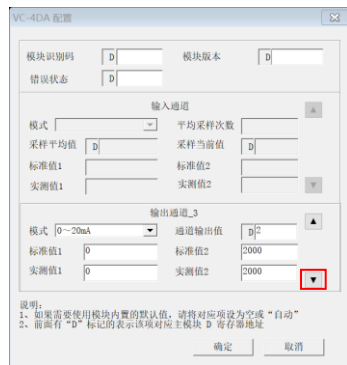 VC-4DA 配置
模块识别码 D 模块版本 D
错误状态 D
输入通道
模式 平均采样次数
采样平均值 D 采样当前值 D
标准值1 标准值2
实测值1 实测值2
输出通道_3
模式 0～20mA 通道输出值 D 2
标准值1 0 标准值2 2000
实测值1 0 实测值2 2000
说明:
1、如果需要使用模块内置的默认值，请将对应项设为空或“自动”
2、前面有“D”标记的表示该项对应主模块 D 寄存器地址
确定 取消